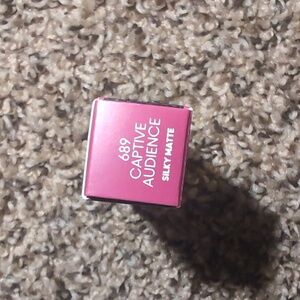 689
CAPTIVE
AUDIENCE
SILKY MATTE